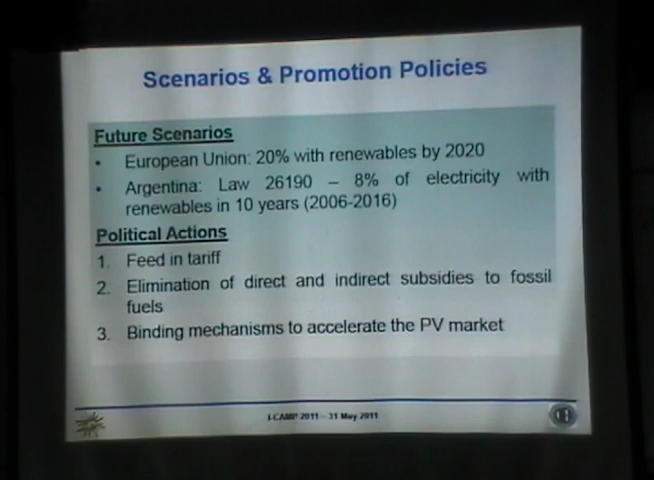 Scenarios & Promotion Policies
Future Scenarios
• European Union: 20% with renewables by 2020
• Argentina: Law 26190 – 8% of electricity with
renewables in 10 years (2006-2016)
Political Actions
1. Feed in tariff
2. Elimination of direct and indirect subsidies to fossil
fuels
3. Binding mechanisms to accelerate the PV market
I-CAMP 2011 – 31 May 2011